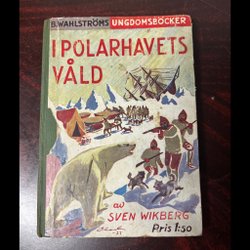 B. WAHLSTRÖMS UNGDOMSBÖCKER
I POLARHAVETS
VÅLD
av
SVEN WIKBERG
Pris 1:50